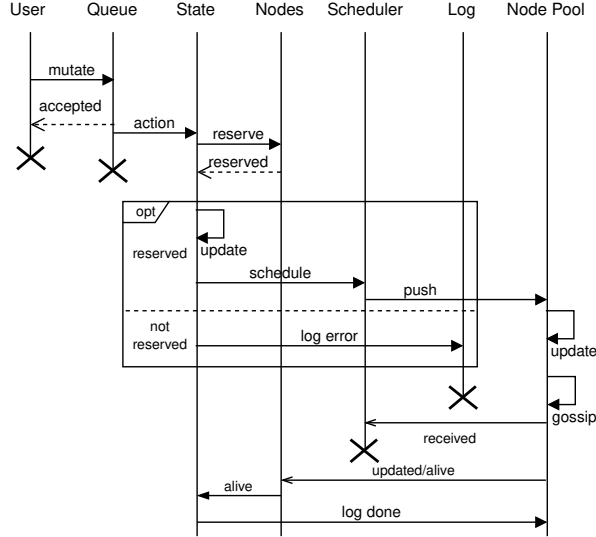 User Queue State Nodes Scheduler Log Node Pool
mutate
accepted
action
reserve
reserved
opt
update
reserved
schedule
push
not
reserved
log error
update
gossip
received
updated/alive
alive
log done